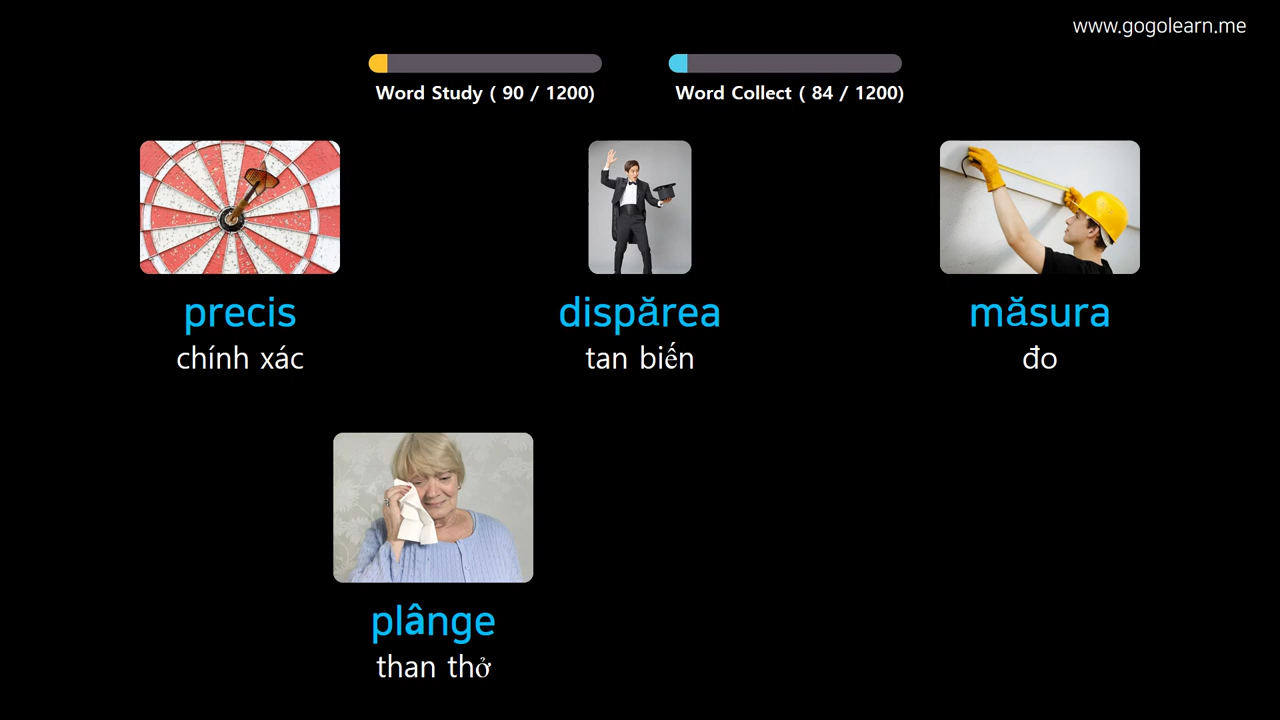 www.gogolearn.me
Word Study ( 90 / 1200)
Word Collect ( 84 / 1200)
precis
chính xác
dispărea
tan biến
măsura
đo
plânge
than thở